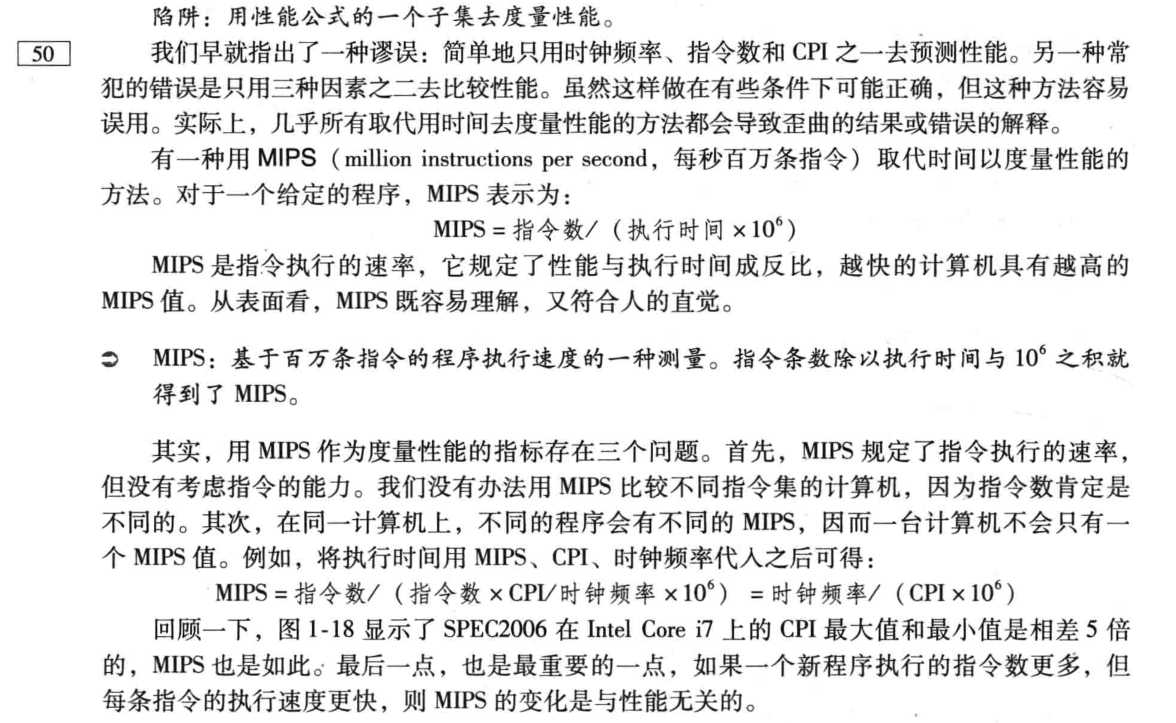 陷阱：用性能公式的一个子集去度量性能。
50
我们早就指出了一种谬误：简单地只用时钟频率、指令数和 CPI 之一去预测性能。另一种常
犯的错误是只用三种因素之二去比较性能。虽然这样做在有些条件下可能正确，但这种方法容易
误用。实际上，几乎所有取代用时间去度量性能的方法都会导致歪曲的结果或错误的解释。
有一种用 MIPS（million instructions per second，每秒百万条指令）取代时间以度量性能的
方法。对于一个给定的程序，MIPS 表示为：
MIPS = 指令数/（执行时间 ×10⁶）
MIPS 是指令执行的速率，它规定了性能与执行时间成反比，越快的计算机具有越高的
MIPS 值。从表面看，MIPS 既容易理解，又符合人的直觉。
➲ MIPS：基于百万条指令的程序执行速度的一种测量。指令条数除以执行时间与 10⁶ 之积就
得到了 MIPS。
其实，用 MIPS 作为度量性能的指标存在三个问题。首先，MIPS 规定了指令执行的速率，
但没有考虑指令的能力。我们没有办法用 MIPS 比较不同指令集的计算机，因为指令数肯定是
不同的。其次，在同一计算机上，不同的程序会有不同的 MIPS，因而一台计算机不会只有一
个 MIPS 值。例如，将执行时间用 MIPS、CPI、时钟频率代入之后可得：
MIPS = 指令数/（指令数 ×CPI/时钟频率 ×10⁶） = 时钟频率/（CPI ×10⁶）
回顾一下，图 1-18 显示了 SPEC2006 在 Intel Core i7 上的 CPI 最大值和最小值是相差 5 倍
的，MIPS 也是如此。最后一点，也是最重要的一点，如果一个新程序执行的指令数更多，但
每条指令的执行速度更快，则 MIPS 的变化是与性能无关的。